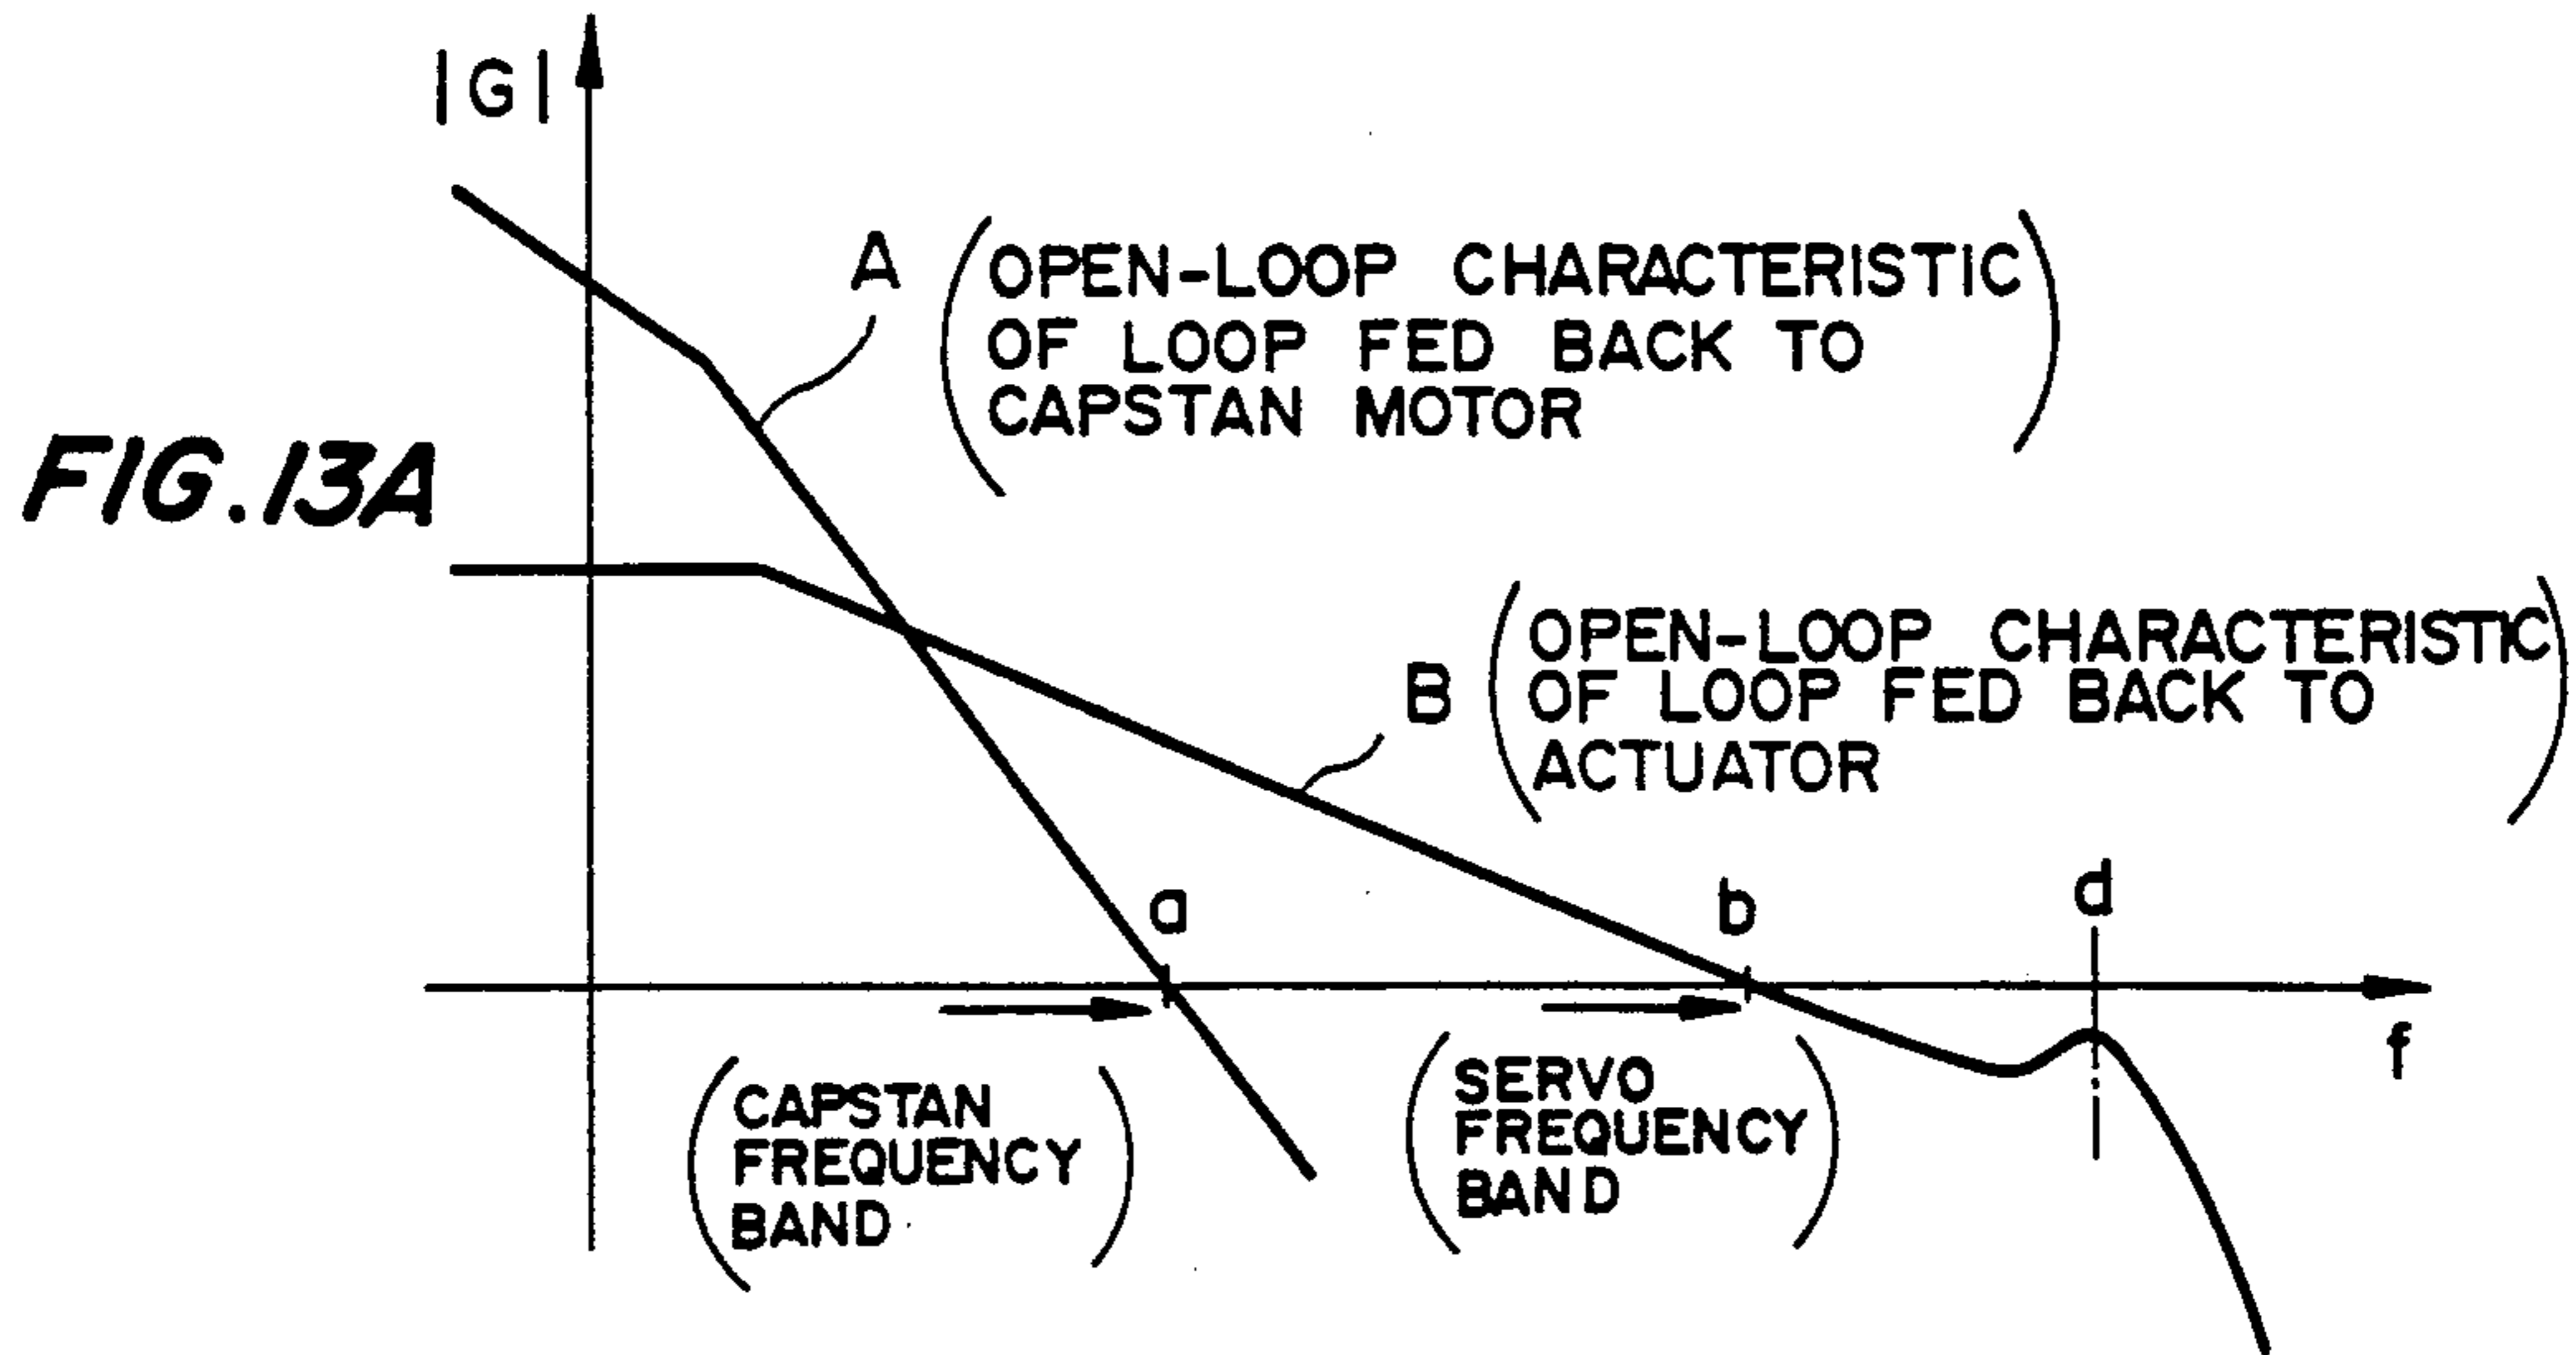 |G|
A (OPEN-LOOP CHARACTERISTIC
OF LOOP FED BACK TO
CAPSTAN MOTOR)
FIG.13A
B (OPEN-LOOP CHARACTERISTIC
OF LOOP FED BACK TO
ACTUATOR)
a
b
d
f
(CAPSTAN
FREQUENCY
BAND)
(SERVO
FREQUENCY
BAND)